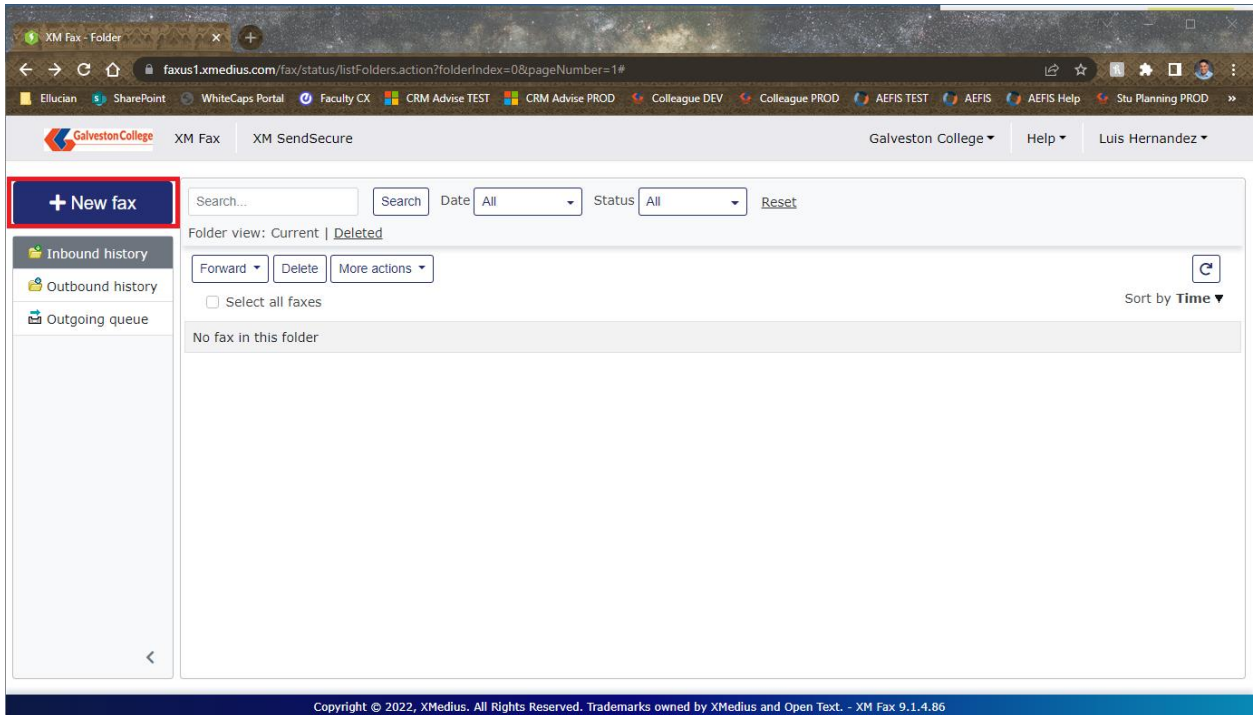 XM Fax - Folder
faxus1.xmedius.com/fax/status/listFolders.action?folderIndex=0&pageNumber=1#
Ellucian SharePoint WhiteCaps Portal Faculty CX CRM Advise TEST CRM Advise PROD Colleague DEV Colleague PROD AEFIS TEST AEFIS AEFIS Help Stu Planning PROD »
Galveston College XM Fax XM SendSecure Galveston College Help Luis Hernandez
+ New fax Search... Search Date All Status All Reset
Folder view: Current | Deleted
Inbound history
Forward Delete More actions
Outbound history
Select all faxes Sort by Time
Outgoing queue
No fax in this folder
Copyright © 2022, XMedius. All Rights Reserved. Trademarks owned by XMedius and Open Text. - XM Fax 9.1.4.86